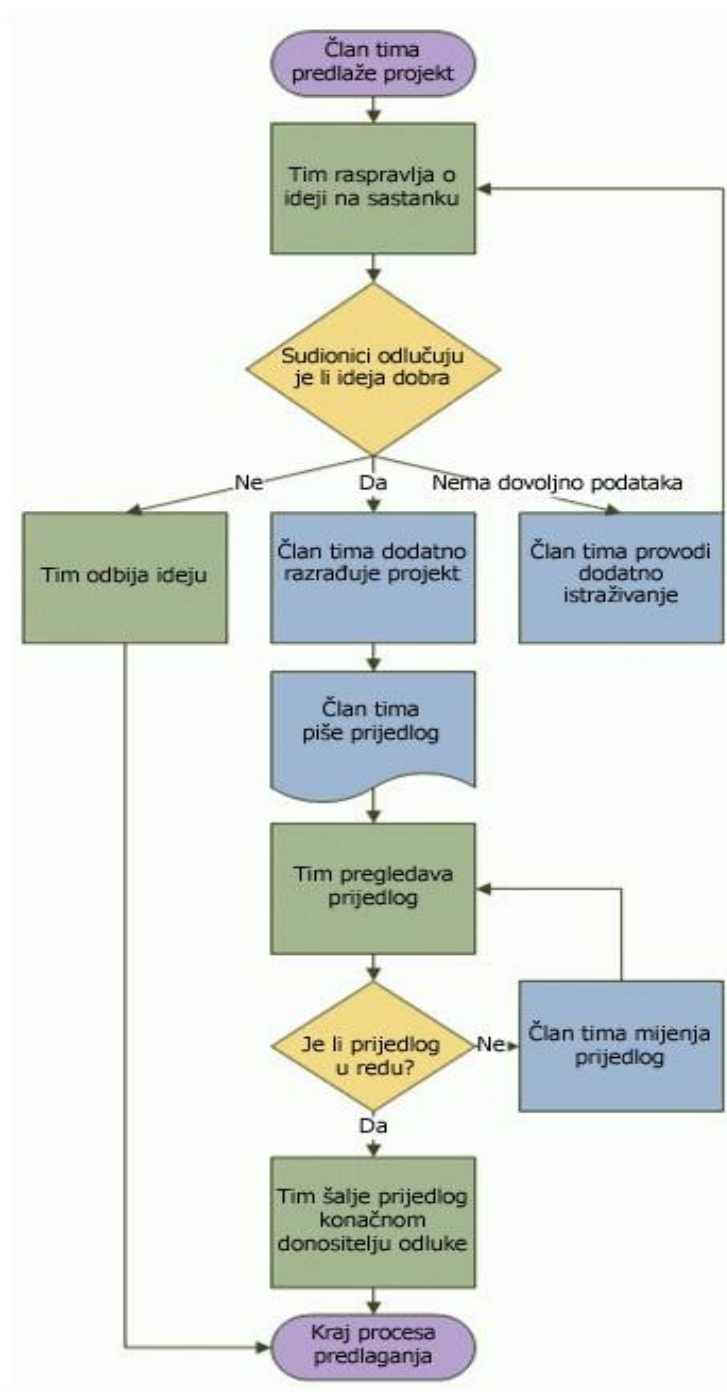 Član tima
predlaže projekt
Tim raspravlja o
ideji na sastanku
Sudionici odlučuju
je li ideja dobra
Ne
Da
Nema dovoljno podataka
Tim odbija ideju
Član tima dodatno
razrađuje projekt
Član tima provodi
dodatno
istraživanje
Član tima
piše prijedlog
Tim pregledava
prijedlog
Je li prijedlog
u redu?
Ne
Član tima mijenja
prijedlog
Da
Tim šalje prijedlog
konačnom
donositelju odluke
Kraj procesa
predlaganja